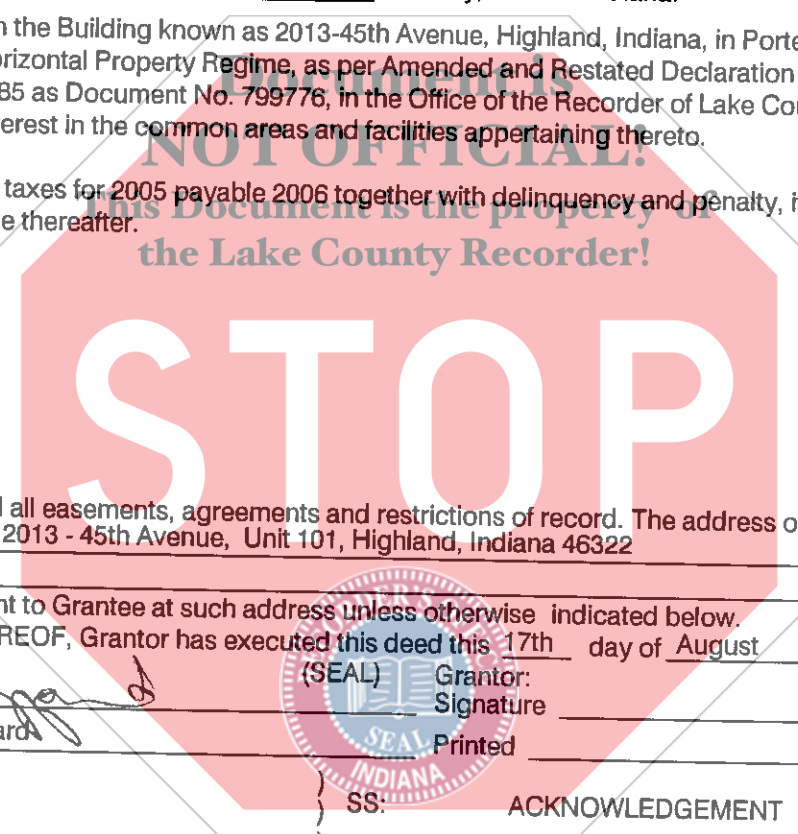 n the Building known as 2013-45th Avenue, Highland, Indiana, in Porte
orizontal Property Regime, as per Amended and Restated Declaration
85 as Document No. 799776, in the Office of the Recorder of Lake Co
erest in the common areas and facilities appertaining thereto.
Document is
NOT OFFICIAL!
This Document is the property of
the Lake County Recorder!
taxes for 2005 payable 2006 together with delinquency and penalty, i
e thereafter.
STOP
all easements, agreements and restrictions of record. The address o
2013 - 45th Avenue, Unit 101, Highland, Indiana 46322
nt to Grantee at such address unless otherwise indicated below.
REOF, Grantor has executed this deed this 17th day of August
(SEAL) Grantor:
Signature
ard Printed
SEAL
INDIANA
SS: ACKNOWLEDGEMENT